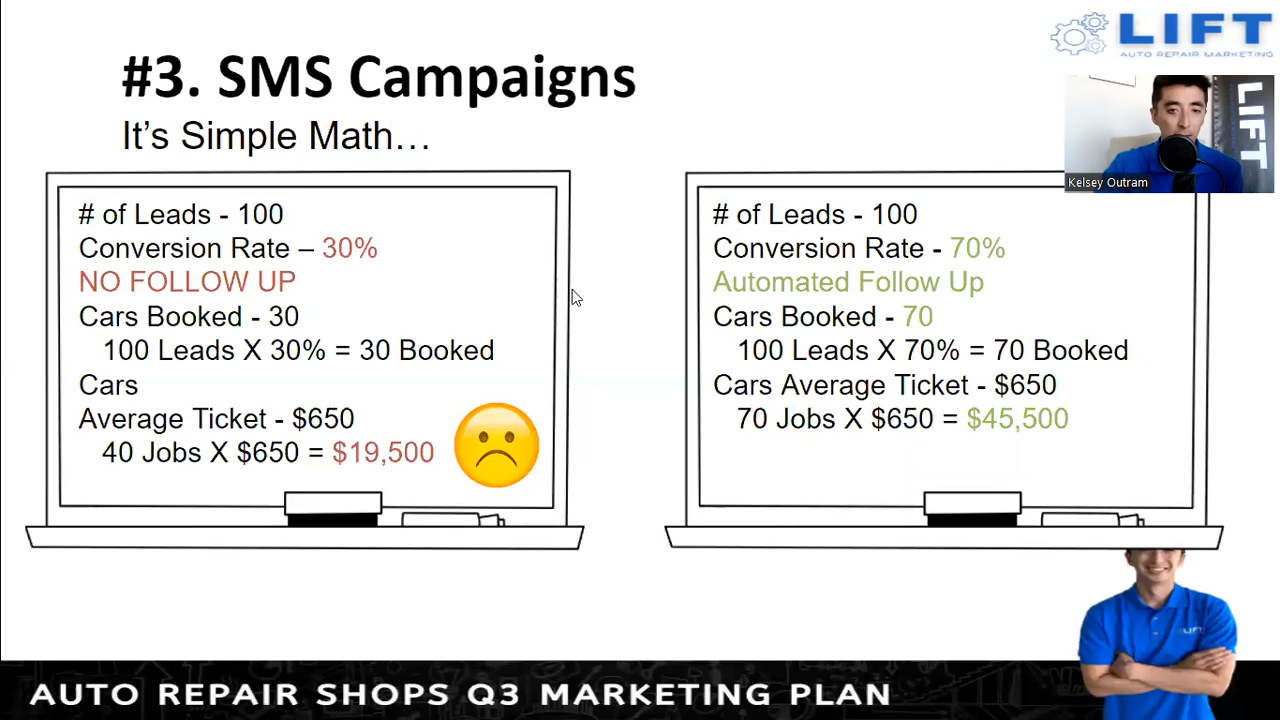 LIFT
AUTO REPAIR MARKETING
#3. SMS Campaigns
It's Simple Math…
# of Leads - 100
Conversion Rate – 30%
NO FOLLOW UP
Cars Booked - 30
100 Leads X 30% = 30 Booked
Cars
Average Ticket - $650
40 Jobs X $650 = $19,500
# of Leads - 100
Conversion Rate - 70%
Automated Follow Up
Cars Booked - 70
100 Leads X 70% = 70 Booked
Cars Average Ticket - $650
70 Jobs X $650 = $45,500
LIFT
Kelsey Outram
LIFT
AUTO REPAIR SHOPS Q3 MARKETING PLAN